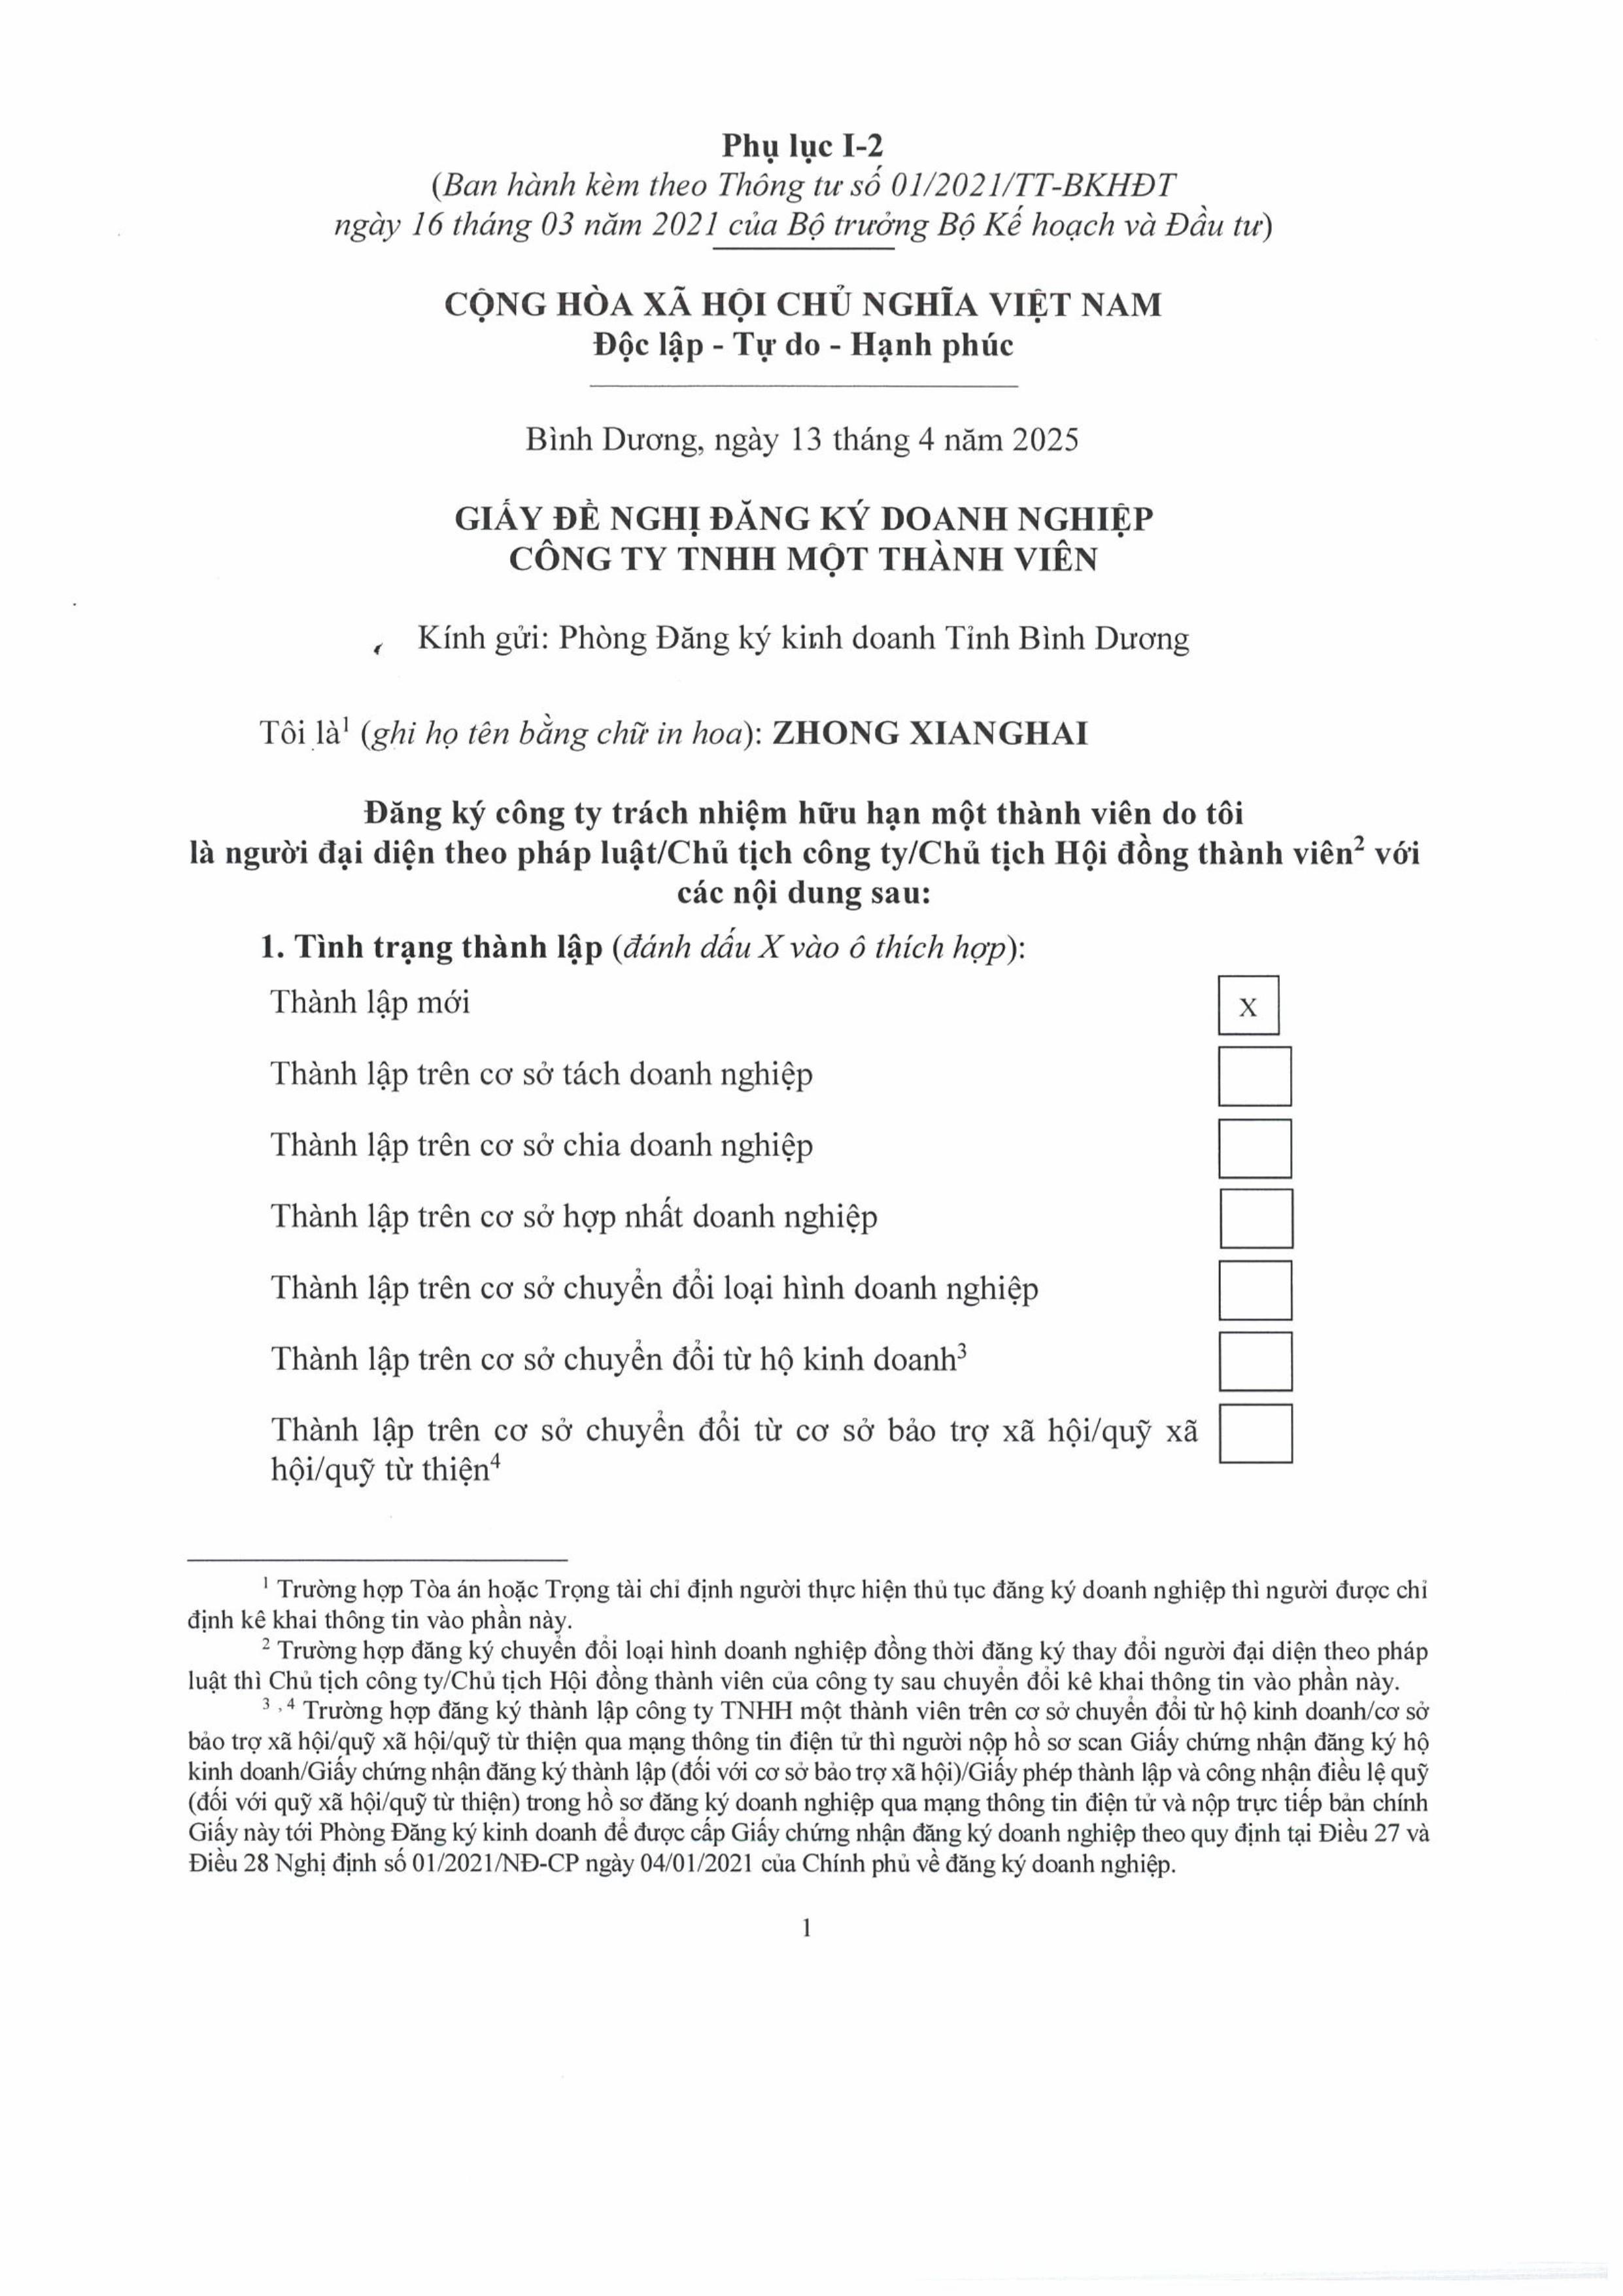 Phụ lục I-2
(Ban hành kèm theo Thông tư số 01/2021/TT-BKHĐT
ngày 16 tháng 03 năm 2021 của Bộ trưởng Bộ Kế hoạch và Đầu tư)
CỘNG HÒA XÃ HỘI CHỦ NGHĨA VIỆT NAM
Độc lập - Tự do - Hạnh phúc
Bình Dương, ngày 13 tháng 4 năm 2025
GIẤY ĐỀ NGHỊ ĐĂNG KÝ DOANH NGHIỆP
CÔNG TY TNHH MỘT THÀNH VIÊN
Kính gửi: Phòng Đăng ký kinh doanh Tỉnh Bình Dương
Tôi là¹ (ghi họ tên bằng chữ in hoa): ZHONG XIANGHAI
Đăng ký công ty trách nhiệm hữu hạn một thành viên do tôi
là người đại diện theo pháp luật/Chủ tịch công ty/Chủ tịch Hội đồng thành viên² với
các nội dung sau:
1. Tình trạng thành lập (đánh dấu X vào ô thích hợp):
Thành lập mới X
Thành lập trên cơ sở tách doanh nghiệp
Thành lập trên cơ sở chia doanh nghiệp
Thành lập trên cơ sở hợp nhất doanh nghiệp
Thành lập trên cơ sở chuyển đổi loại hình doanh nghiệp
Thành lập trên cơ sở chuyển đổi từ hộ kinh doanh³
Thành lập trên cơ sở chuyển đổi từ cơ sở bảo trợ xã hội/quỹ xã
hội/quỹ từ thiện⁴
¹ Trường hợp Tòa án hoặc Trọng tài chỉ định người thực hiện thủ tục đăng ký doanh nghiệp thì người được chỉ
định kê khai thông tin vào phần này.
² Trường hợp đăng ký chuyển đổi loại hình doanh nghiệp đồng thời đăng ký thay đổi người đại diện theo pháp
luật thì Chủ tịch công ty/Chủ tịch Hội đồng thành viên của công ty sau chuyển đổi kê khai thông tin vào phần này.
³ ,⁴ Trường hợp đăng ký thành lập công ty TNHH một thành viên trên cơ sở chuyển đổi từ hộ kinh doanh/cơ sở
bảo trợ xã hội/quỹ xã hội/quỹ từ thiện qua mạng thông tin điện tử thì người nộp hồ sơ scan Giấy chứng nhận đăng ký hộ
kinh doanh/Giấy chứng nhận đăng ký thành lập (đối với cơ sở bảo trợ xã hội)/Giấy phép thành lập và công nhận điều lệ quỹ
(đối với quỹ xã hội/quỹ từ thiện) trong hồ sơ đăng ký doanh nghiệp qua mạng thông tin điện tử và nộp trực tiếp bản chính
Giấy này tới Phòng Đăng ký kinh doanh để được cấp Giấy chứng nhận đăng ký doanh nghiệp theo quy định tại Điều 27 và
Điều 28 Nghị định số 01/2021/NĐ-CP ngày 04/01/2021 của Chính phủ về đăng ký doanh nghiệp.
1